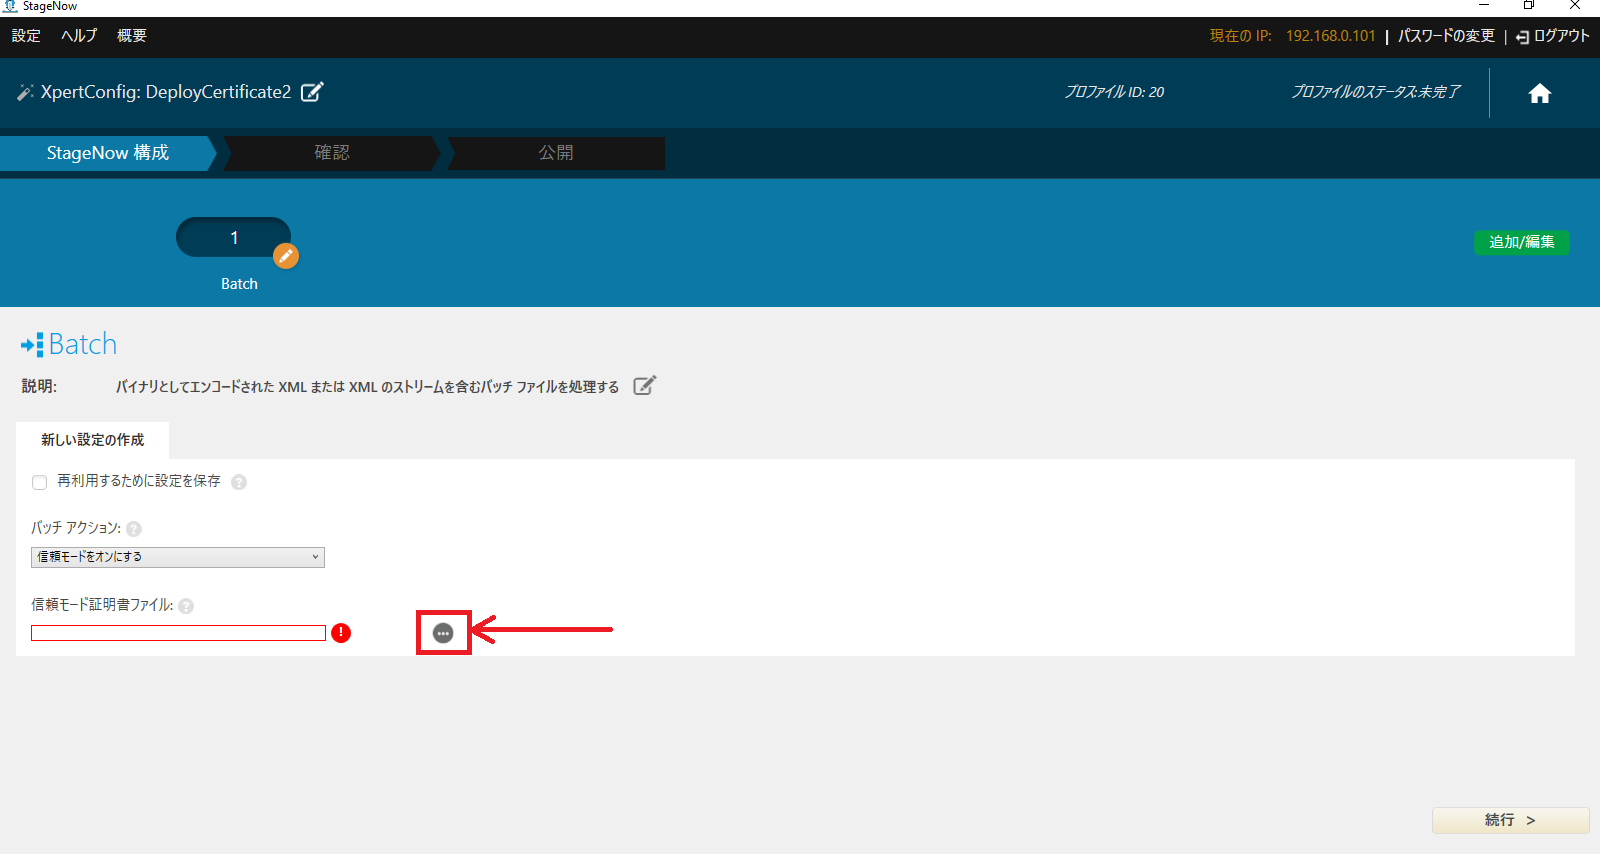 StageNow
設定 ヘルプ 概要 現在の IP: 192.168.0.101 | パスワードの変更 | ログアウト
XpertConfig: DeployCertificate2 プロファイル ID: 20 プロファイルのステータス:未完了
StageNow 構成 確認 公開
1
追加/編集
Batch
Batch
説明: バイナリとしてエンコードされた XML または XML のストリームを含むバッチ ファイルを処理する
新しい設定の作成
再利用するために設定を保存 ?
バッチ アクション: ?
信頼モードをオンにする
信頼モード証明書ファイル: ?
!
続行 >